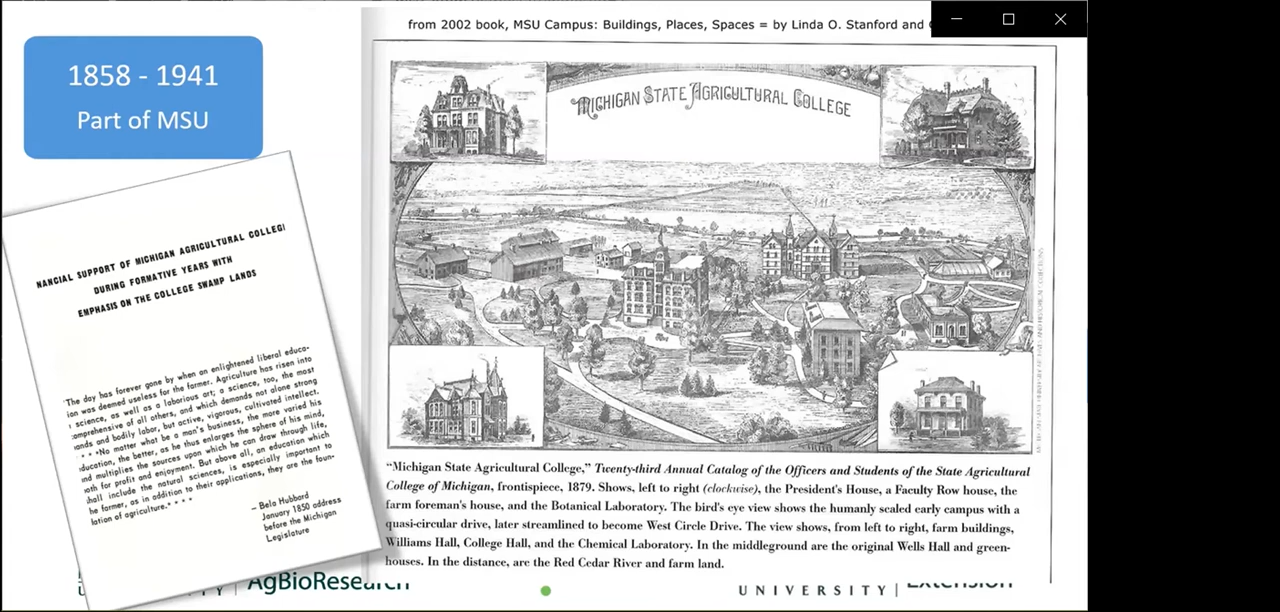 from 2002 book, MSU Campus: Buildings, Places, Spaces = by Linda O. Stanford and
1858 - 1941
Part of MSU
MICHIGAN STATE AGRICULTURAL COLLEGE
NANCIAL SUPPORT OF MICHIGAN AGRICULTURAL COLLEG
DURING FORMATIVE YEARS WITH
EMPHASIS ON THE COLLEGE SWAMP LANDS
"The day has forever gone by when an enlightened liberal educa-
ion was deemed useless for the farmer. Agriculture has risen into
a science, as well as a laborious art; a science, too, the most
omprehensive of all others, and which demands not alone strong
ands and bodily labor, but active, vigorous, cultivated intellect.
* * * "No matter what be a man's business, the more varied his
ducation, the better, as he thus enlarges the sphere of his mind,
nd multiplies the sources upon which he can draw through life,
oth for profit and enjoyment. But above all, an education which
hall include the natural sciences, is especially important to
he farmer, as in addition to their applications, they are the foun-
lation of agriculture. * * * *
— Bela Hubbard
January 1850 address
before the Michigan
Legislature
"Michigan State Agricultural College," Twenty-third Annual Catalog of the Officers and Students of the State Agricultural
College of Michigan, frontispiece, 1879. Shows, left to right (clockwise), the President's House, a Faculty Row house, the
farm foreman's house, and the Botanical Laboratory. The bird's eye view shows the humanly scaled early campus with a
quasi-circular drive, later streamlined to become West Circle Drive. The view shows, from left to right, farm buildings,
Williams Hall, College Hall, and the Chemical Laboratory. In the middleground are the original Wells Hall and green-
houses. In the distance, are the Red Cedar River and farm land.
AgBioResearch
UNIVERSITY | Extension